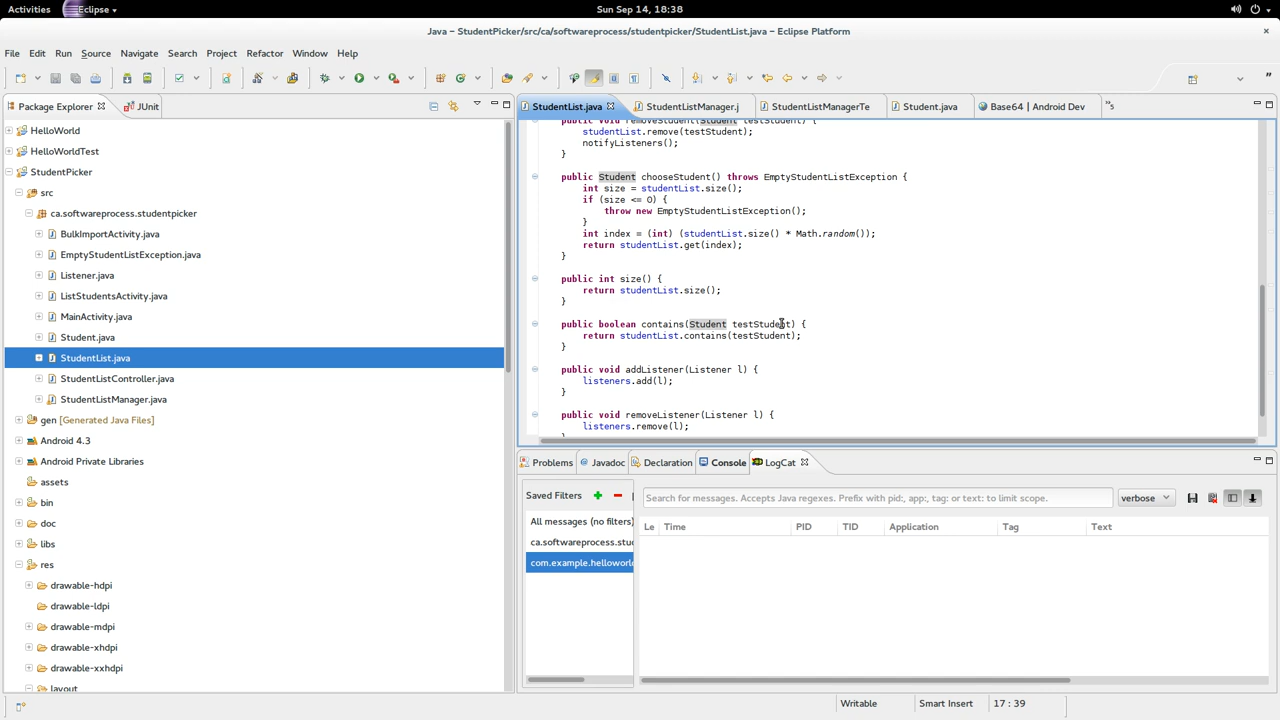 Activities Eclipse Sun Sep 14, 18:38
Java – StudentPicker/src/ca/softwareprocess/studentpicker/StudentList.java – Eclipse Platform ×
File Edit Run Source Navigate Search Project Refactor Window Help
Package Explorer JUnit
HelloWorld
HelloWorldTest
StudentPicker
src
ca.softwareprocess.studentpicker
BulkImportActivity.java
EmptyStudentListException.java
Listener.java
ListStudentsActivity.java
MainActivity.java
Student.java
StudentList.java
StudentListController.java
StudentListManager.java
gen [Generated Java Files]
Android 4.3
Android Private Libraries
assets
bin
doc
libs
res
drawable-hdpi
drawable-ldpi
drawable-mdpi
drawable-xhdpi
drawable-xxhdpi
layout
StudentList.java StudentListManager.j StudentListManagerTe Student.java Base64 | Android Dev »5
public void removeStudent(Student testStudent) {
studentList.remove(testStudent);
notifyListeners();
}
public Student chooseStudent() throws EmptyStudentListException {
int size = studentList.size();
if (size <= 0) {
throw new EmptyStudentListException();
}
int index = (int) (studentList.size() * Math.random());
return studentList.get(index);
}
public int size() {
return studentList.size();
}
public boolean contains(Student testStudent) {
return studentList.contains(testStudent);
}
public void addListener(Listener l) {
listeners.add(l);
}
public void removeListener(Listener l) {
listeners.remove(l);
}
Problems Javadoc Declaration Console LogCat
Saved Filters
All messages (no filters)
ca.softwareprocess.stu
com.example.helloworl
Search for messages. Accepts Java regexes. Prefix with pid:, app:, tag: or text: to limit scope. verbose
Le Time PID TID Application Tag Text
Writable Smart Insert 17 : 39